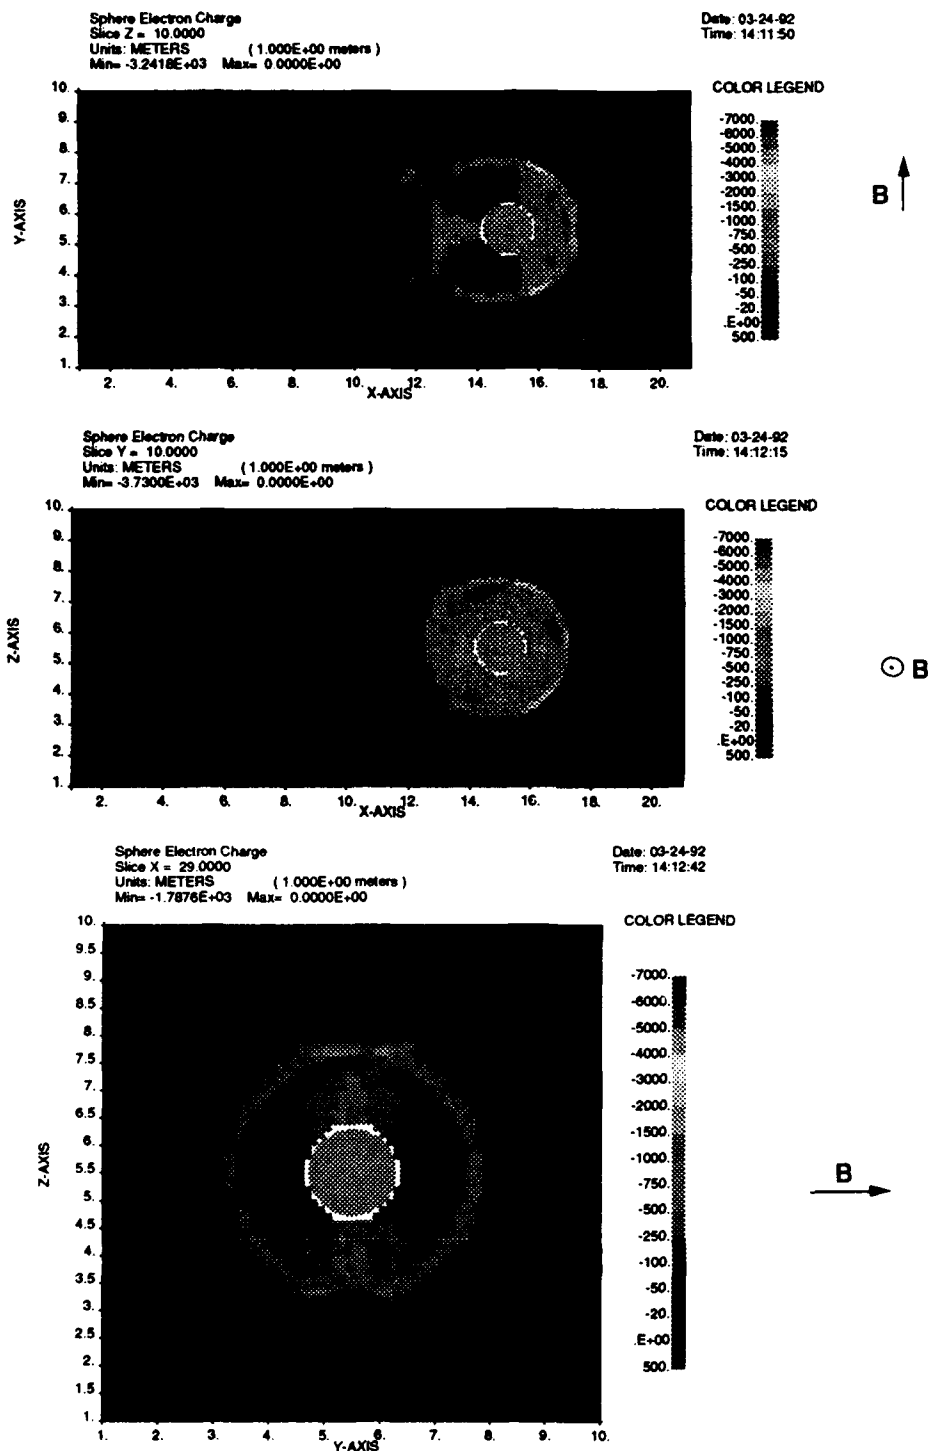 Sphere Electron Charge
Slice Z = 10.0000
Units: METERS (1.000E+00 meters )
Min= -3.2418E+03 Max= 0.0000E+00
Date: 03-24-92
Time: 14:11:50
COLOR LEGEND
10.
9.
8.
7.
6.
5.
4.
3.
2.
1.
Y-AXIS
2. 4. 6. 8. 10. 12. 14. 16. 18. 20.
X-AXIS
-7000.
-6000.
-5000.
-4000.
-3000.
-2000.
-1500.
-1000.
-750.
-500.
-250.
-100.
-50.
-20.
.E+00
500.
B
Sphere Electron Charge
Slice Y = 10.0000
Units: METERS (1.000E+00 meters )
Min= -3.7300E+03 Max= 0.0000E+00
Date: 03-24-92
Time: 14:12:15
COLOR LEGEND
10.
9.
8.
7.
6.
5.
4.
3.
2.
1.
Z-AXIS
2. 4. 6. 8. 10. 12. 14. 16. 18. 20.
X-AXIS
-7000.
-6000.
-5000.
-4000.
-3000.
-2000.
-1500.
-1000.
-750.
-500.
-250.
-100.
-50.
-20.
.E+00
500.
B
Sphere Electron Charge
Slice X = 29.0000
Units: METERS (1.000E+00 meters )
Min= -1.7876E+03 Max= 0.0000E+00
Date: 03-24-92
Time: 14:12:42
COLOR LEGEND
10.
9.5
9.
8.5
8.
7.5
7.
6.5
6.
5.5
5.
4.5
4.
3.5
3.
2.5
2.
1.5
1.
Z-AXIS
1. 2. 3. 4. 5. 6. 7. 8. 9. 10.
Y-AXIS
-7000.
-6000.
-5000.
-4000.
-3000.
-2000.
-1500.
-1000.
-750.
-500.
-250.
-100.
-50.
-20.
.E+00
500.
B